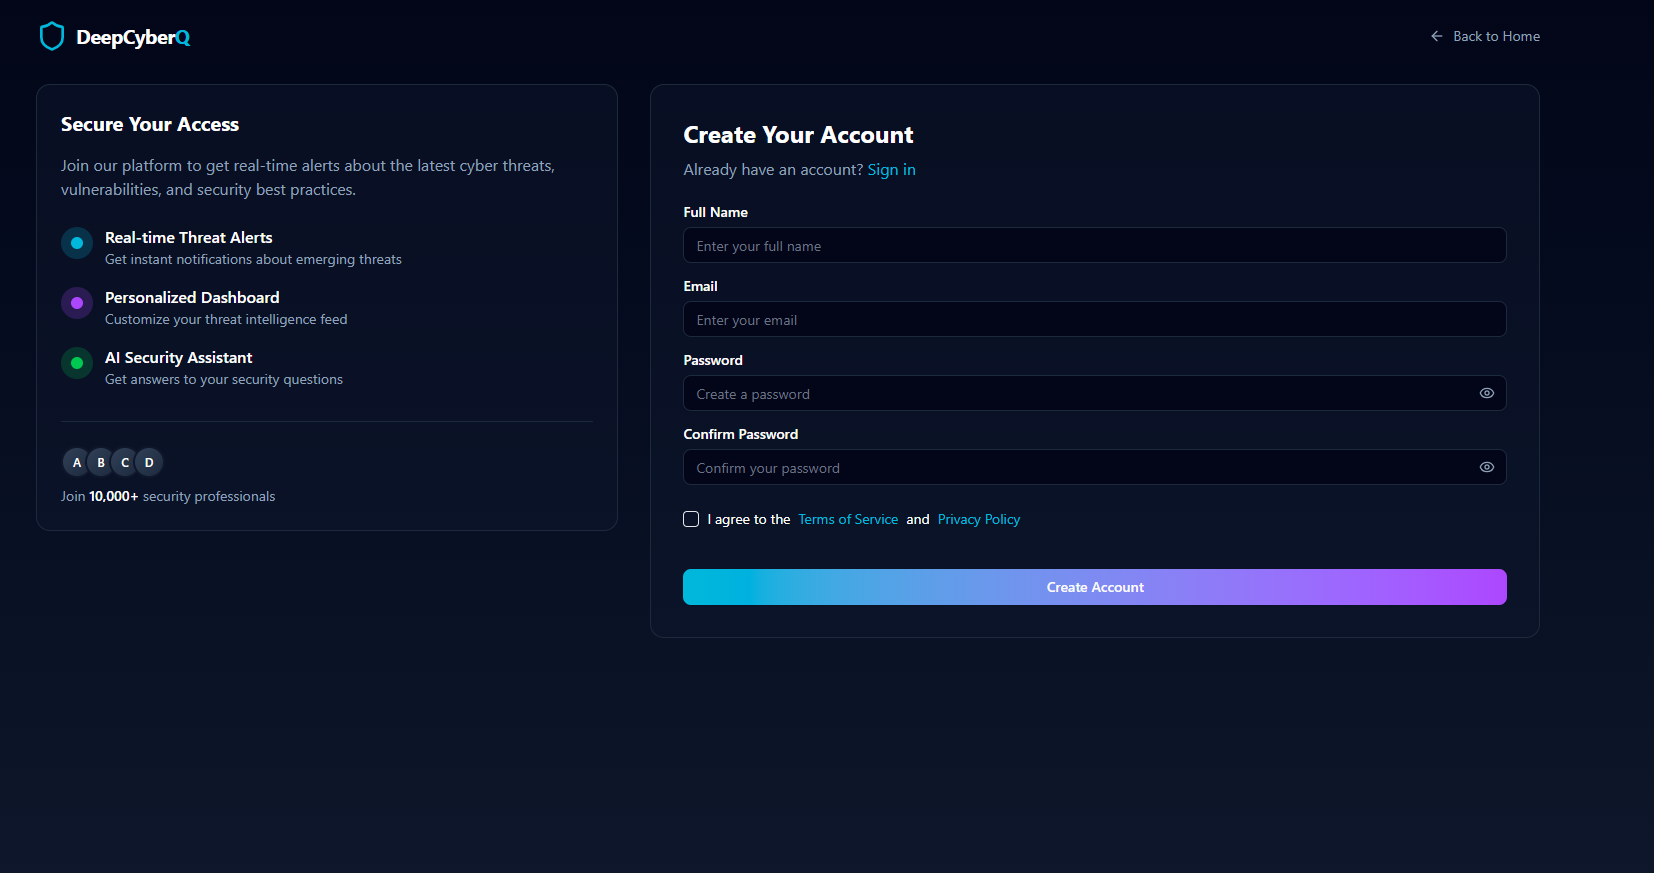 DeepCyberQ
Back to Home
Secure Your Access
Join our platform to get real-time alerts about the latest cyber threats,
vulnerabilities, and security best practices.
Real-time Threat Alerts
Get instant notifications about emerging threats
Personalized Dashboard
Customize your threat intelligence feed
AI Security Assistant
Get answers to your security questions
A B C D
Join 10,000+ security professionals
Create Your Account
Already have an account? Sign in
Full Name
Enter your full name
Email
Enter your email
Password
Create a password
Confirm Password
Confirm your password
I agree to the Terms of Service and Privacy Policy
Create Account